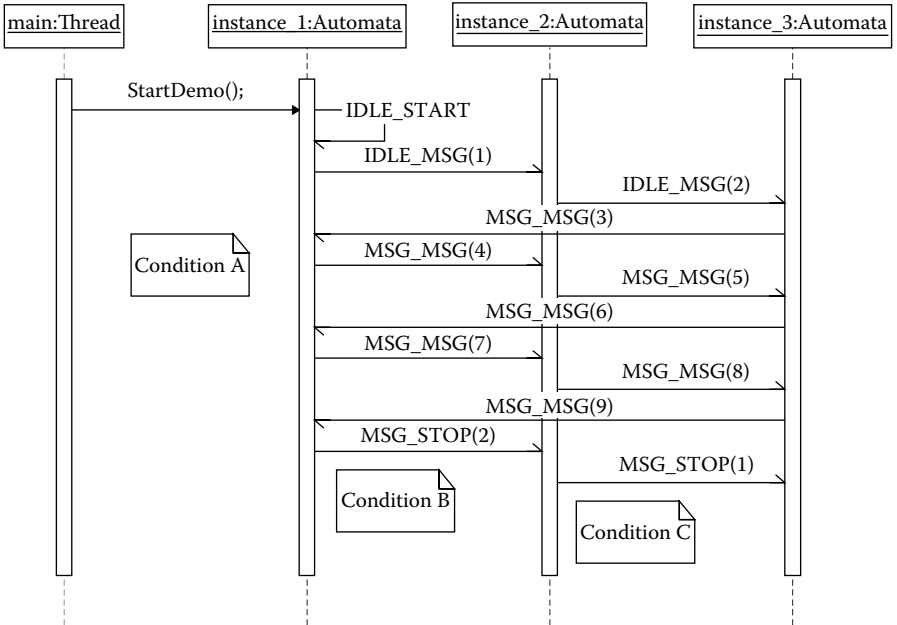 main:Thread
instance_1:Automata
instance_2:Automata
instance_3:Automata
StartDemo();
IDLE_START
IDLE_MSG(1)
IDLE_MSG(2)
MSG_MSG(3)
MSG_MSG(4)
Condition A
MSG_MSG(5)
MSG_MSG(6)
MSG_MSG(7)
MSG_MSG(8)
MSG_MSG(9)
MSG_STOP(2)
MSG_STOP(1)
Condition B
Condition C